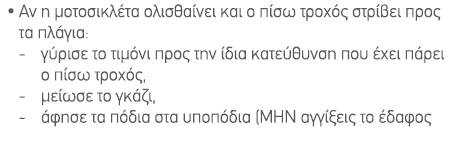 • Αν η μοτοσικλέτα ολισθαίνει και ο πίσω τροχός στρίβει προς
τα πλάγια:
- γύρισε το τιμόνι προς την ίδια κατεύθυνση που έχει πάρει
ο πίσω τροχός,
- μείωσε το γκάζι,
- άφησε τα πόδια στα υποπόδια (ΜΗΝ αγγίξεις το έδαφος